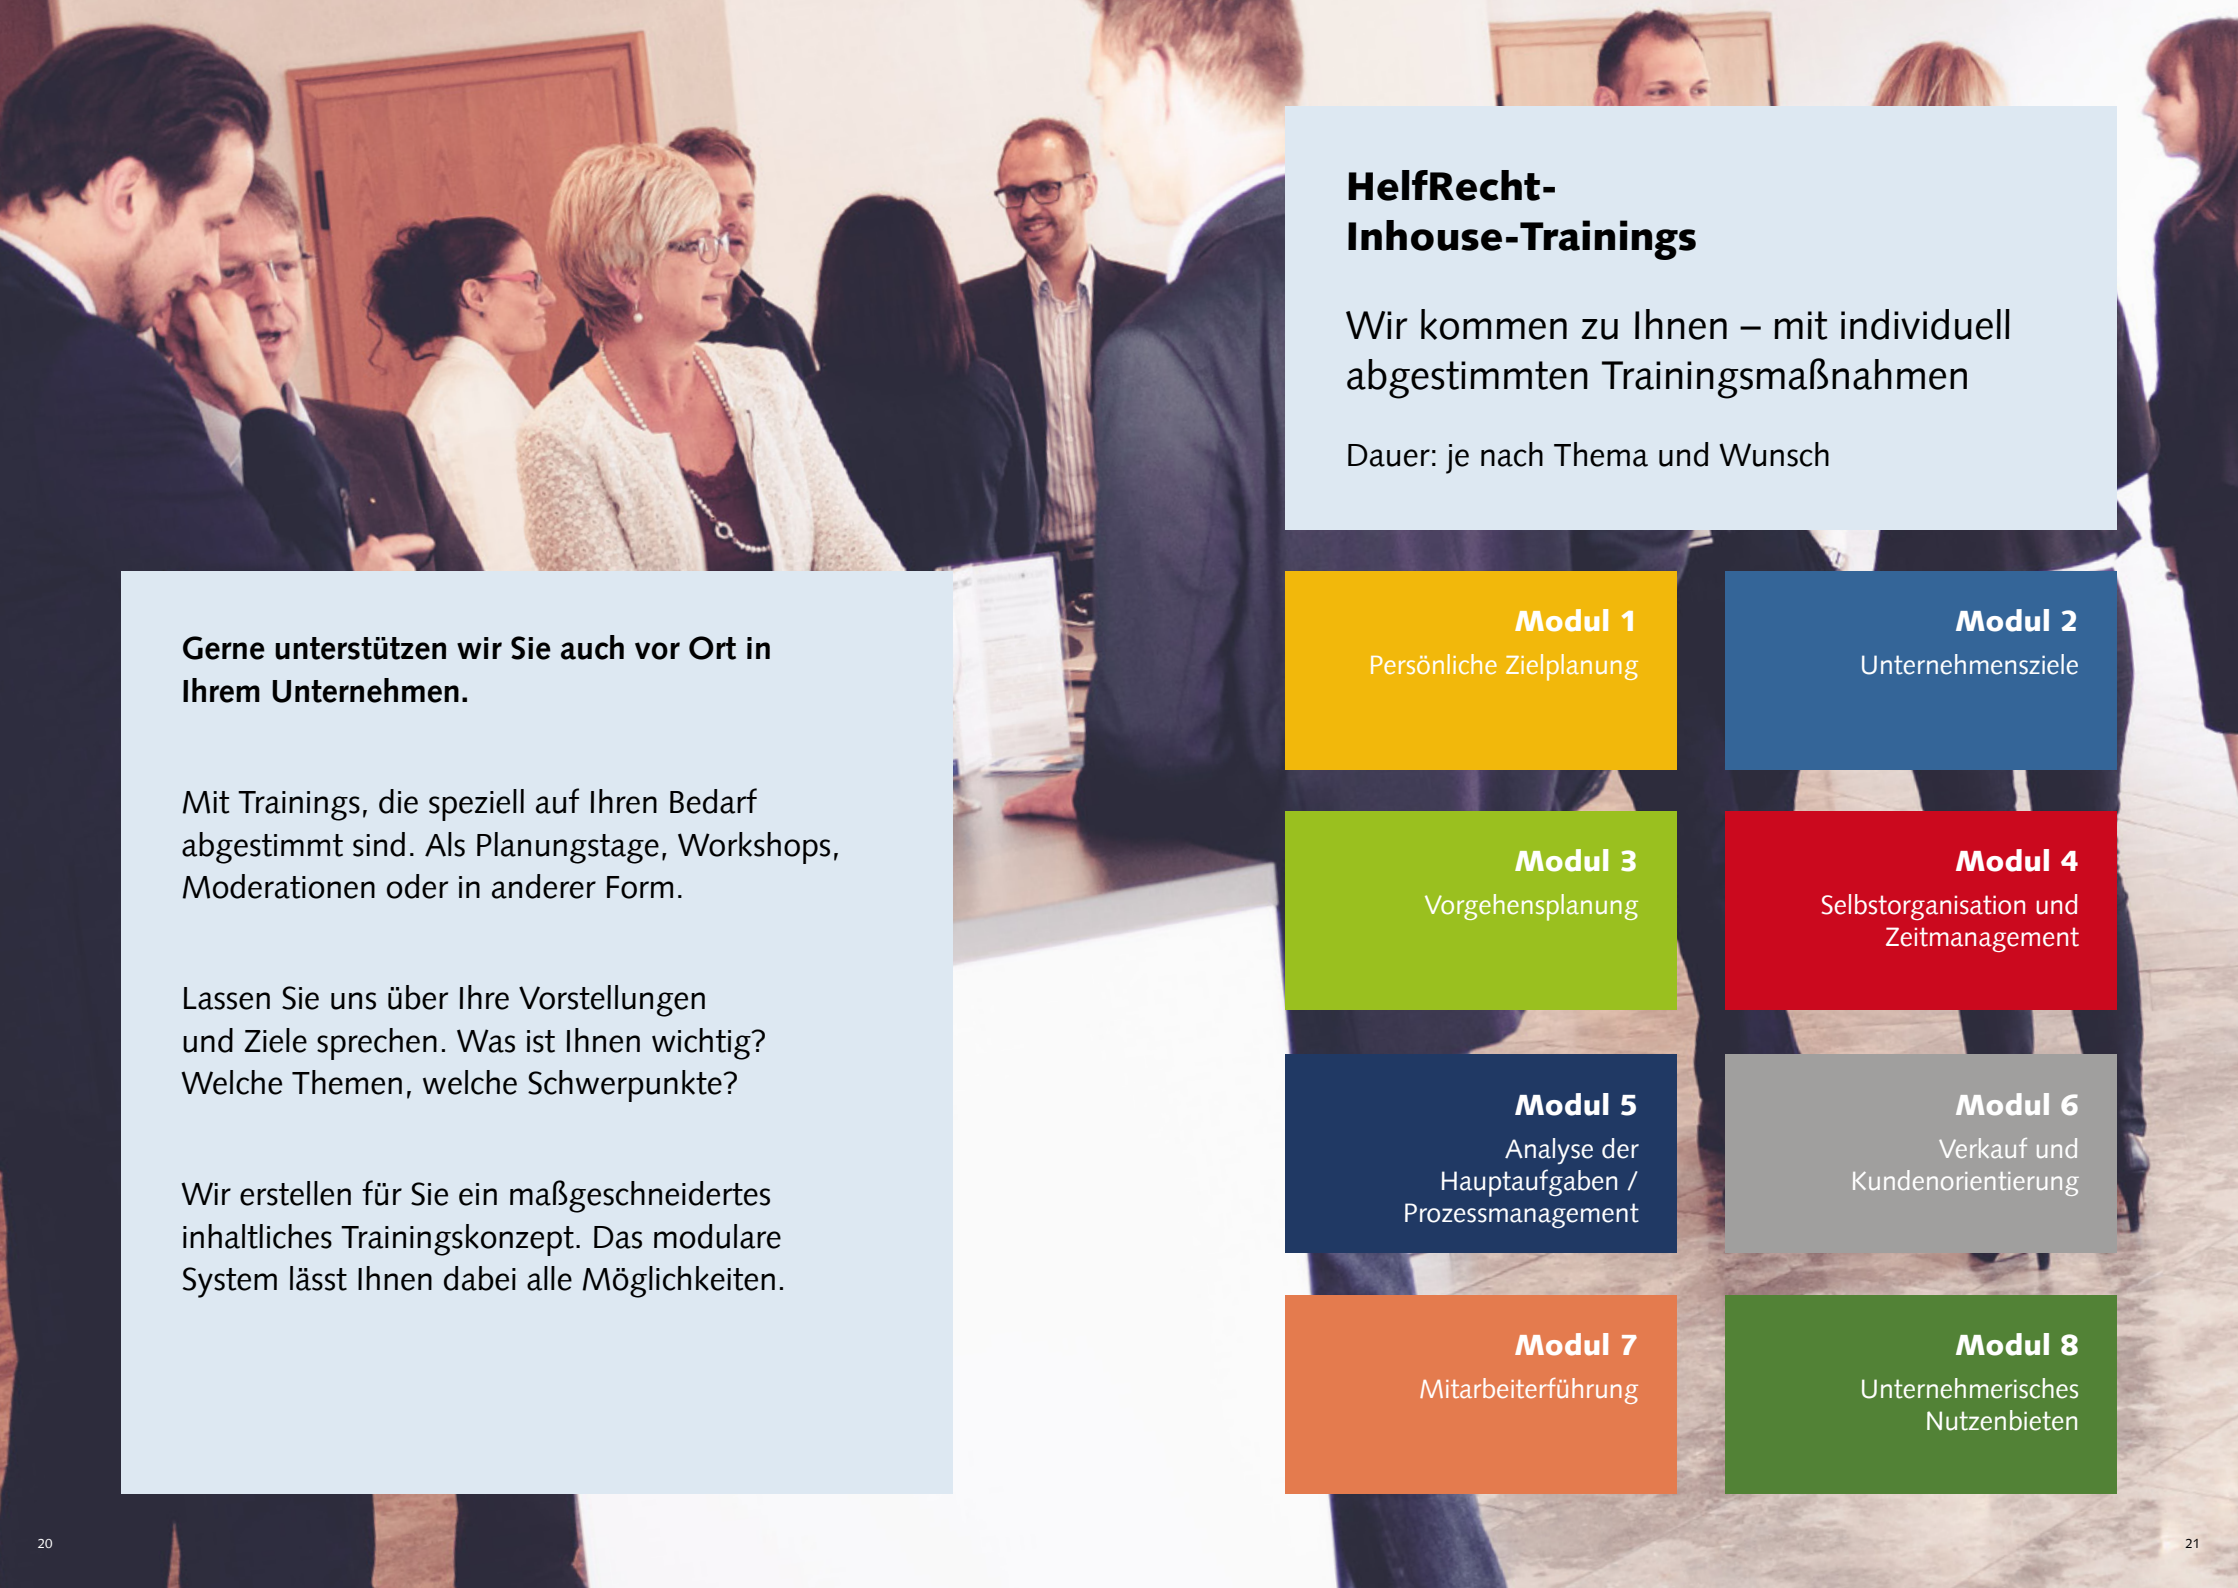 Gerne unterstützen wir Sie auch vor Ort in
Ihrem Unternehmen.
Mit Trainings, die speziell auf Ihren Bedarf
abgestimmt sind. Als Planungstage, Workshops,
Moderationen oder in anderer Form.
Lassen Sie uns über Ihre Vorstellungen
und Ziele sprechen. Was ist Ihnen wichtig?
Welche Themen, welche Schwerpunkte?
Wir erstellen für Sie ein maßgeschneidertes
inhaltliches Trainingskonzept. Das modulare
System lässt Ihnen dabei alle Möglichkeiten.
20
HelfRecht-
Inhouse-Trainings
Wir kommen zu Ihnen – mit individuell
abgestimmten Trainingsmaßnahmen
Dauer: je nach Thema und Wunsch
Modul 1
Persönliche Zielplanung
Modul 2
Unternehmensziele
Modul 3
Vorgehensplanung
Modul 4
Selbstorganisation und
Zeitmanagement
Modul 5
Analyse der
Hauptaufgaben /
Prozessmanagement
Modul 6
Verkauf und
Kundenorientierung
Modul 7
Mitarbeiterführung
Modul 8
Unternehmerisches
Nutzenbieten
21